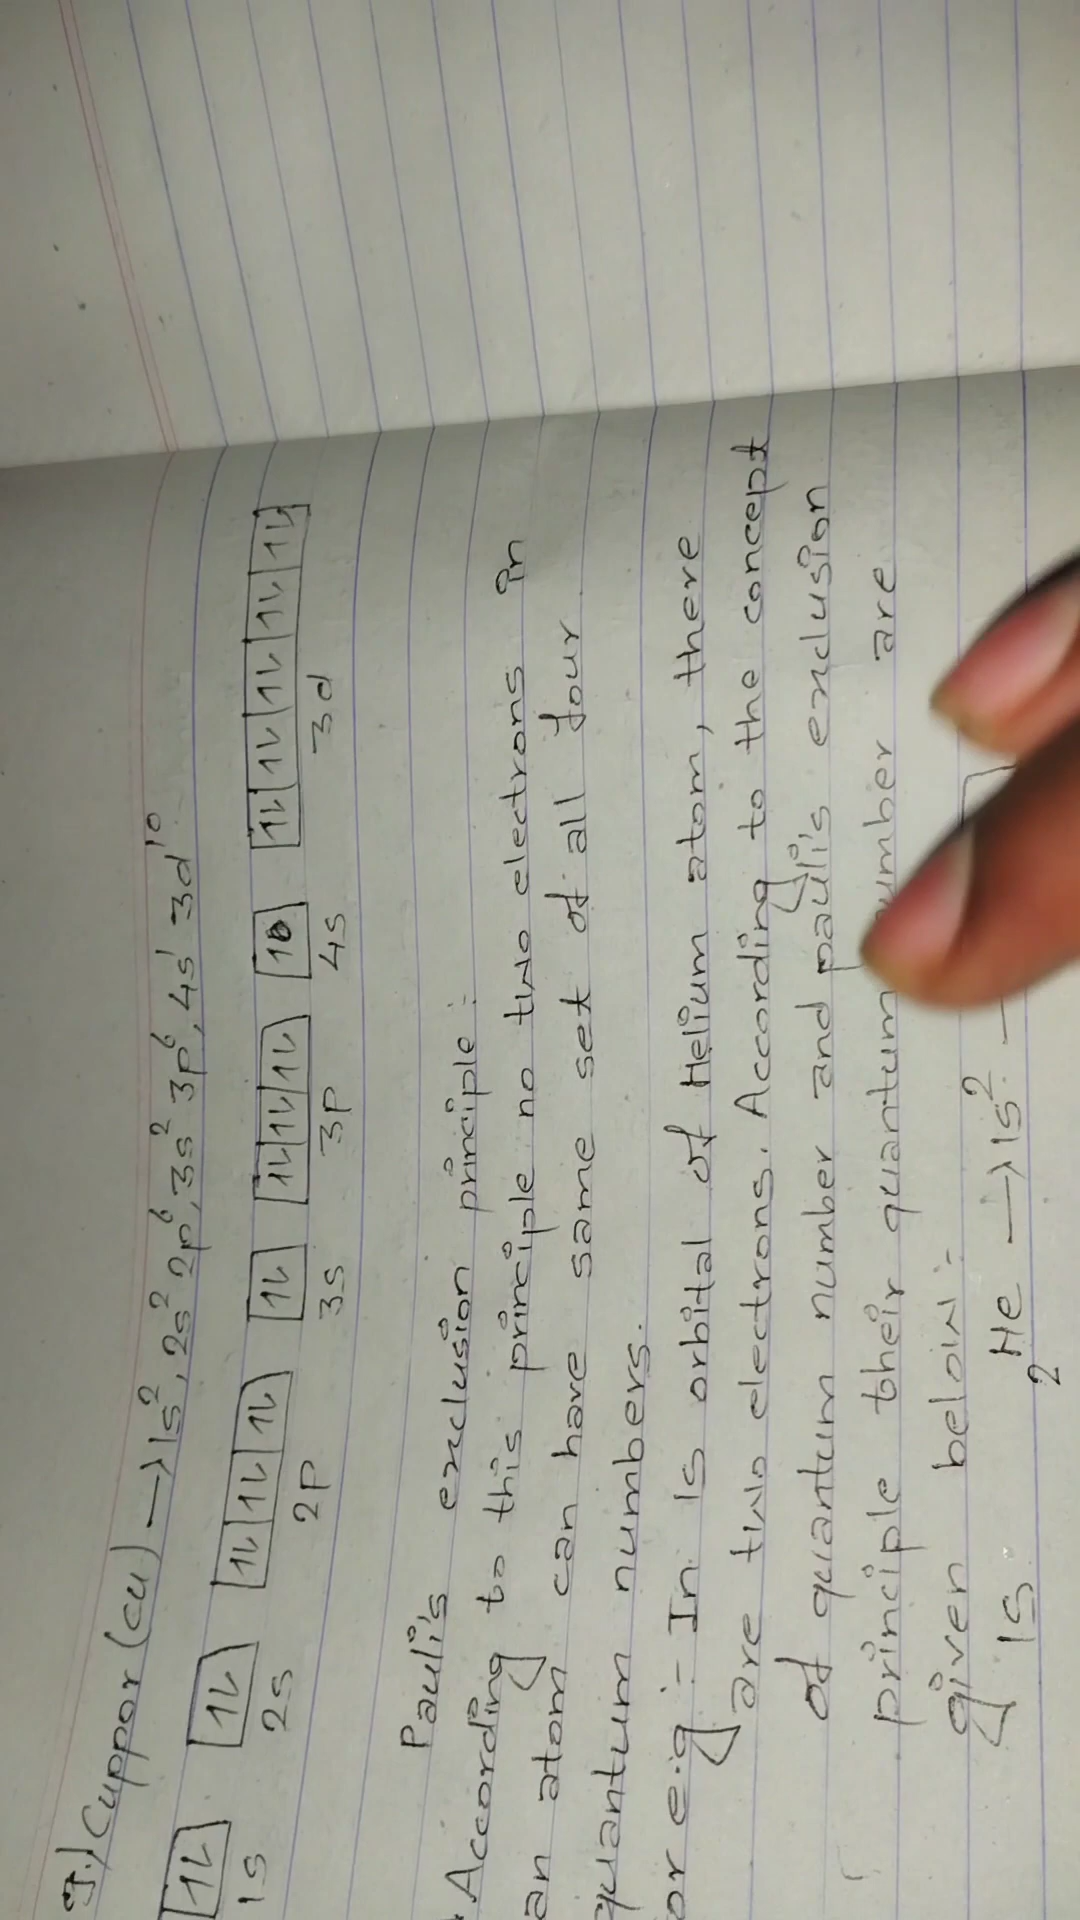 Cuppor (cu) → 1s², 2s² 2p⁶, 3s² 3p⁶, 4s¹ 3d¹⁰
1s 2s 2p 3s 3p 4s 3d
Pauli's exclusion principle:
According to this principle no two electrons in
an atom can have same set of all four
quantum numbers.
or e.g :- In 1s orbital of Helium atom, there
are two electrons. According to the concept
of quantum number and pauli's exclusion
principle their quantum number are
given below:-
1s ₂He → 1s²